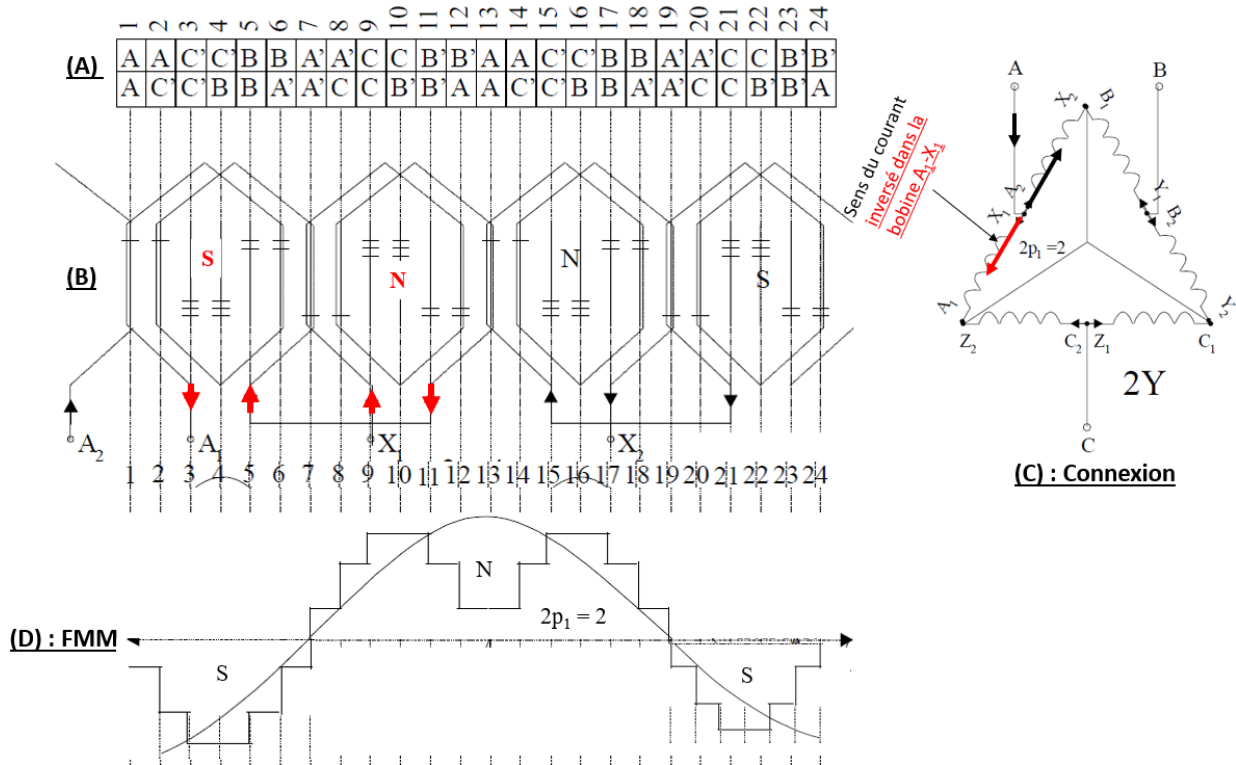 1 2 3 4 5 6 7 8 9 10 11 12 13 14 15 16 17 18 19 20 21 22 23 24
(A)
A A C' C' B B A' A' C C B' B' A A C' C' B B A' A' C C B' B'
A C' C' B B A' A' C C B' B' A A C' C' B B A' A' C C B' B' A
(B)
S
N
N
S
A₂
A₁
X₁
X₂
1 2 3 4 5 6 7 8 9 10 11 12 13 14 15 16 17 18 19 20 21 22 23 24
Sens du courant
inversé dans la
bobine A₁-X₁
A
B
X₂
B₁
A₂
Y₁
X₁
B₂
2p₁ =2
A₁
Y₂
Z₂
C₂
Z₁
C₁
2Y
C
(C) : Connexion
(D) : FMM
S
N
2p₁ = 2
S